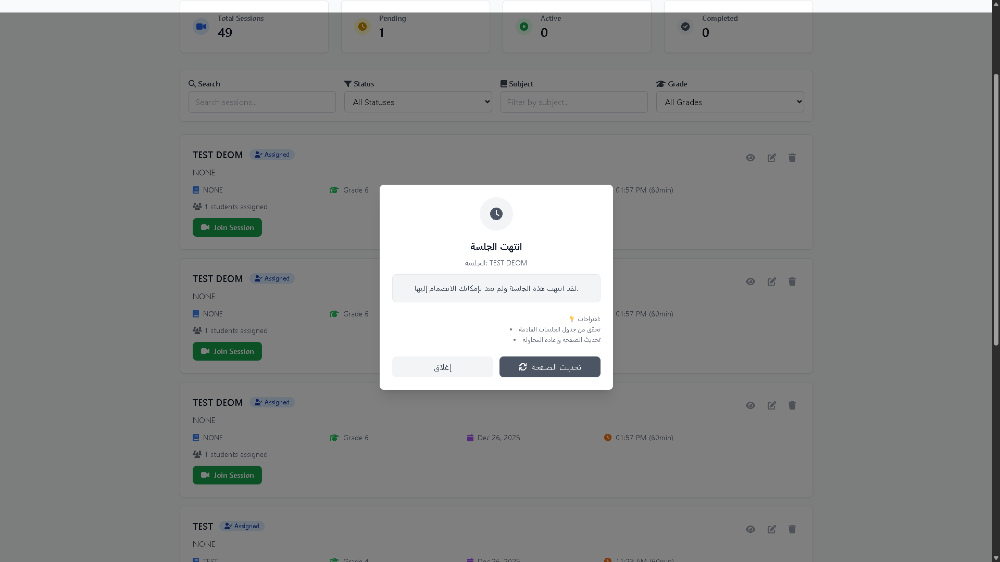 Total Sessions
49
Pending
1
Active
0
Completed
0
Search
Search sessions...
Status
All Statuses
Subject
Filter by subject...
Grade
All Grades
TEST DEOM
Assigned
NONE
NONE
Grade 6
01:57 PM (60min)
1 students assigned
Join Session
TEST DEOM
Assigned
NONE
NONE
Grade 6
01:57 PM (60min)
1 students assigned
Join Session
TEST DEOM
Assigned
NONE
NONE
Grade 6
Dec 26, 2025
01:57 PM (60min)
1 students assigned
Join Session
TEST
Assigned
NONE
TEST
Grade 4
Dec 26, 2025
11:23 AM (60min)
انتهت الجلسة
الجلسة: TEST DEOM
لقد انتهت هذه الجلسة ولم يعد بإمكانك الانضمام إليها.
💡 اقتراحات:
• تحقق من جدول الجلسات القادمة
• تحديث الصفحة وإعادة المحاولة
إغلاق
تحديث الصفحة